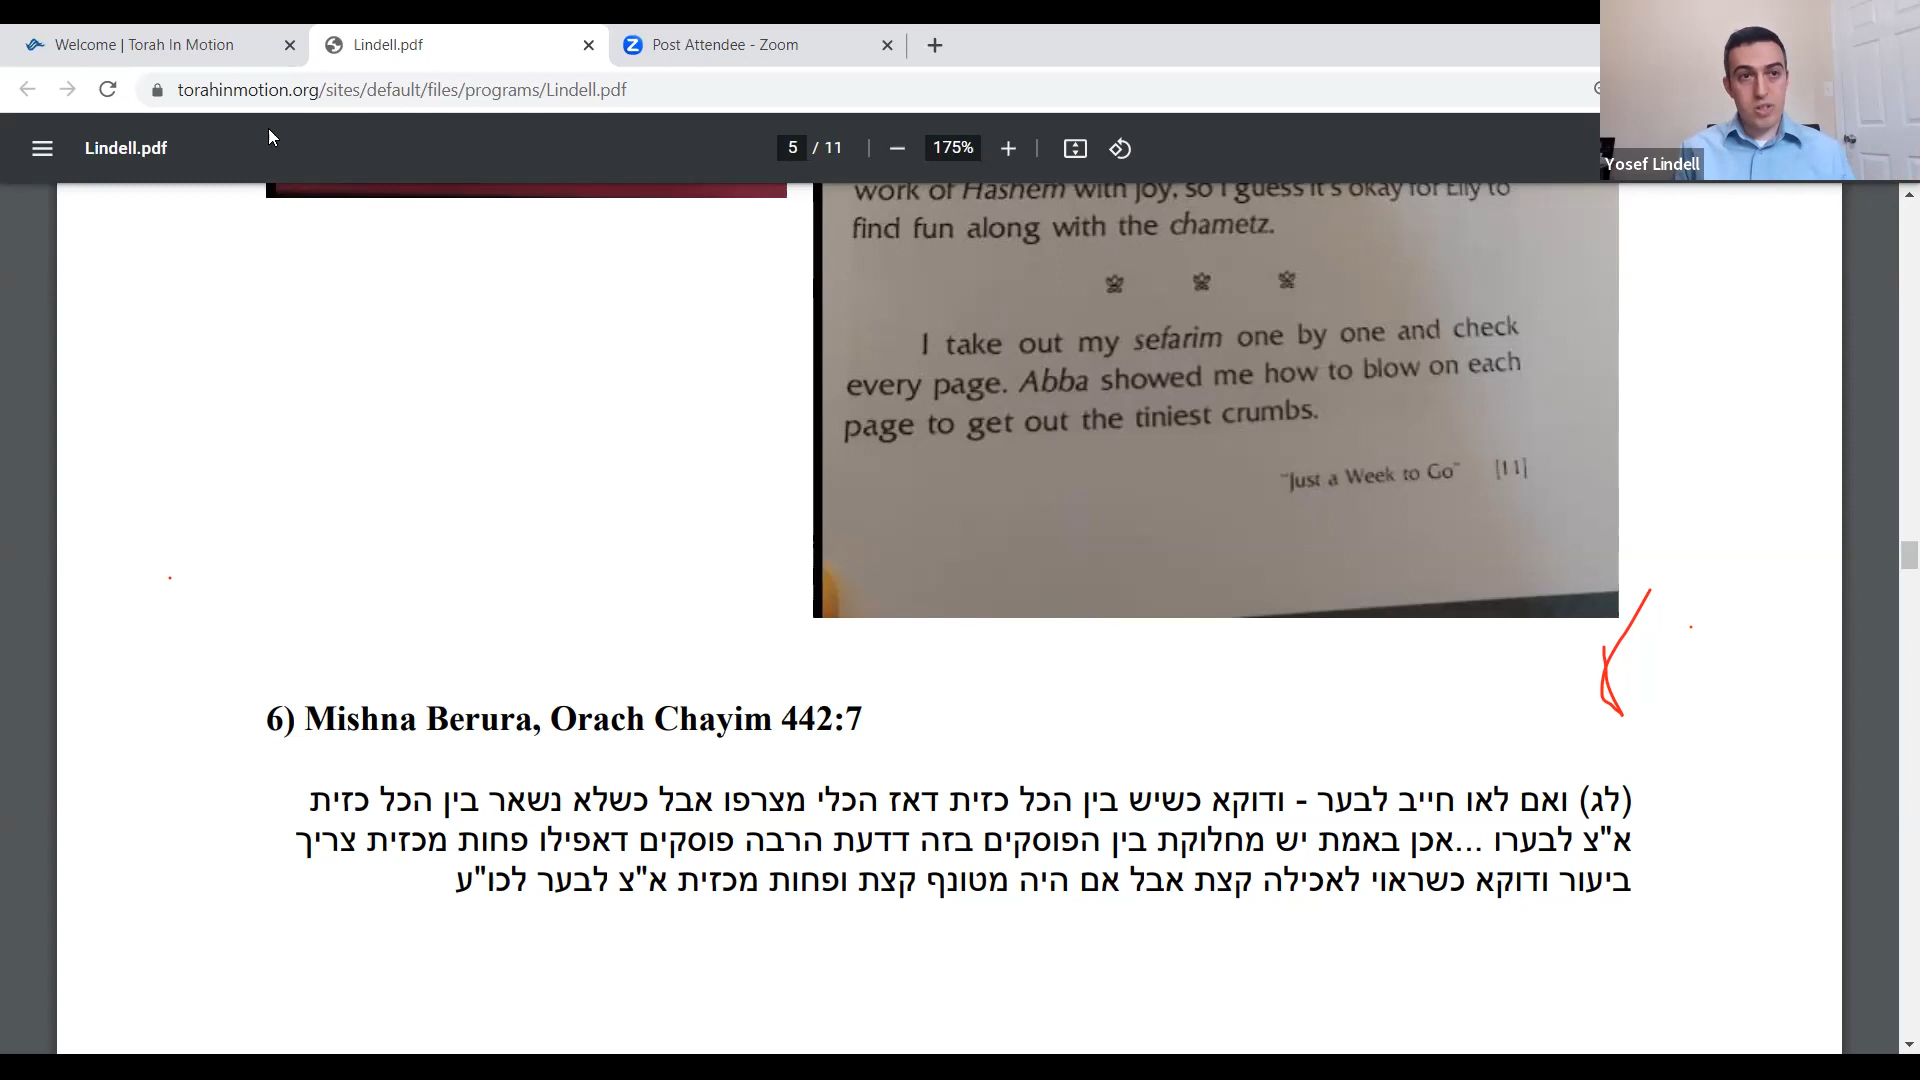 Welcome | Torah In Motion
Lindell.pdf
Post Attendee - Zoom
torahinmotion.org/sites/default/files/programs/Lindell.pdf
Lindell.pdf
5 / 11
175%
Yosef Lindell
work of Hashem with joy, so I guess it's okay for Elly to
find fun along with the chametz.
I take out my sefarim one by one and check
every page. Abba showed me how to blow on each
page to get out the tiniest crumbs.
"Just a Week to Go" [11]
6) Mishna Berura, Orach Chayim 442:7
(לג) ואם לאו חייב לבער - ודוקא כשיש בין הכל כזית דאז הכלי מצרפו אבל כשלא נשאר בין הכל כזית
א"צ לבערו ...אכן באמת יש מחלוקת בין הפוסקים בזה דדעת הרבה פוסקים דאפילו פחות מכזית צריך
ביעור ודוקא כשראוי לאכילה קצת אבל אם היה מטונף קצת ופחות מכזית א"צ לבער לכו"ע